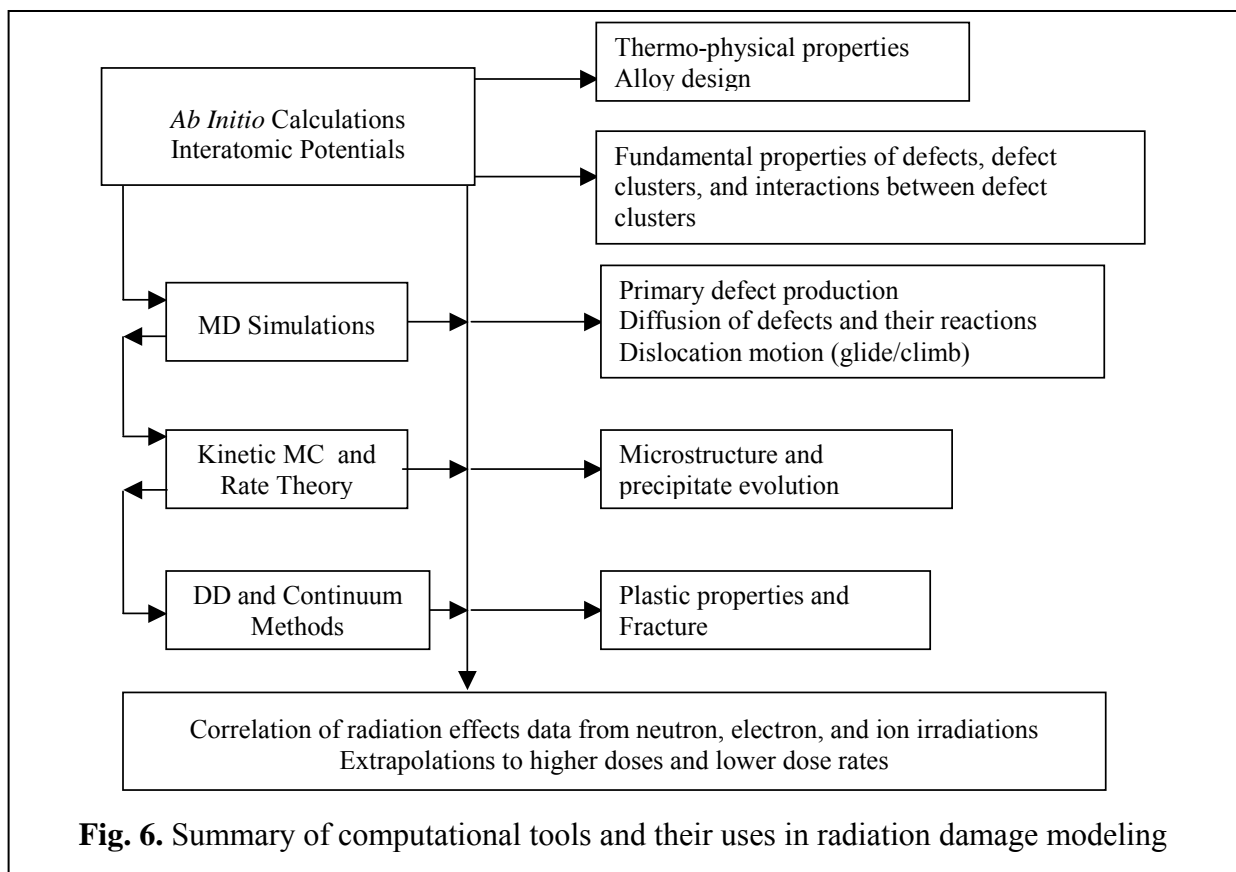 Thermo-physical properties
Alloy design
Ab Initio Calculations
Interatomic Potentials
Fundamental properties of defects, defect
clusters, and interactions between defect
clusters
MD Simulations
Primary defect production
Diffusion of defects and their reactions
Dislocation motion (glide/climb)
Kinetic MC and
Rate Theory
Microstructure and
precipitate evolution
DD and Continuum
Methods
Plastic properties and
Fracture
Correlation of radiation effects data from neutron, electron, and ion irradiations
Extrapolations to higher doses and lower dose rates
Fig. 6. Summary of computational tools and their uses in radiation damage modeling